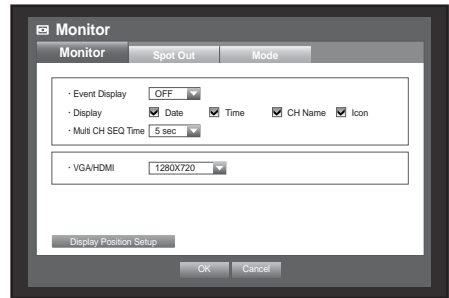 Monitor
Monitor Spot Out Mode
· Event Display OFF
· Display Date Time CH Name Icon
· Multi CH SEQ Time 5 sec
· VGA/HDMI 1280X720
Display Position Setup
OK Cancel